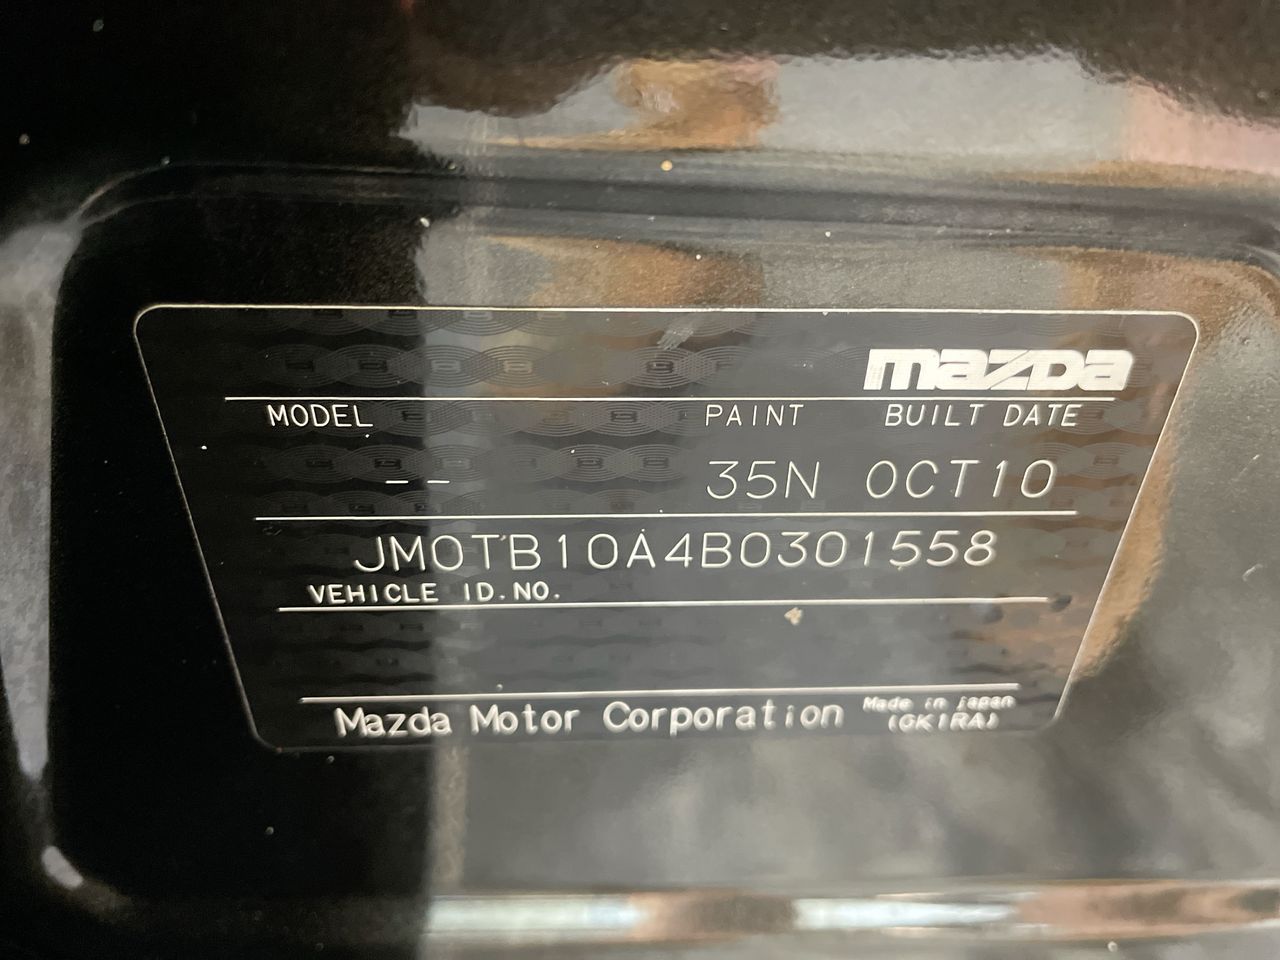 mazda
MODEL PAINT BUILT DATE
-- 35N OCT10
JM0TB10A4B0301558
VEHICLE ID.NO.
Mazda Motor Corporation Made in japan
(GKIRA)